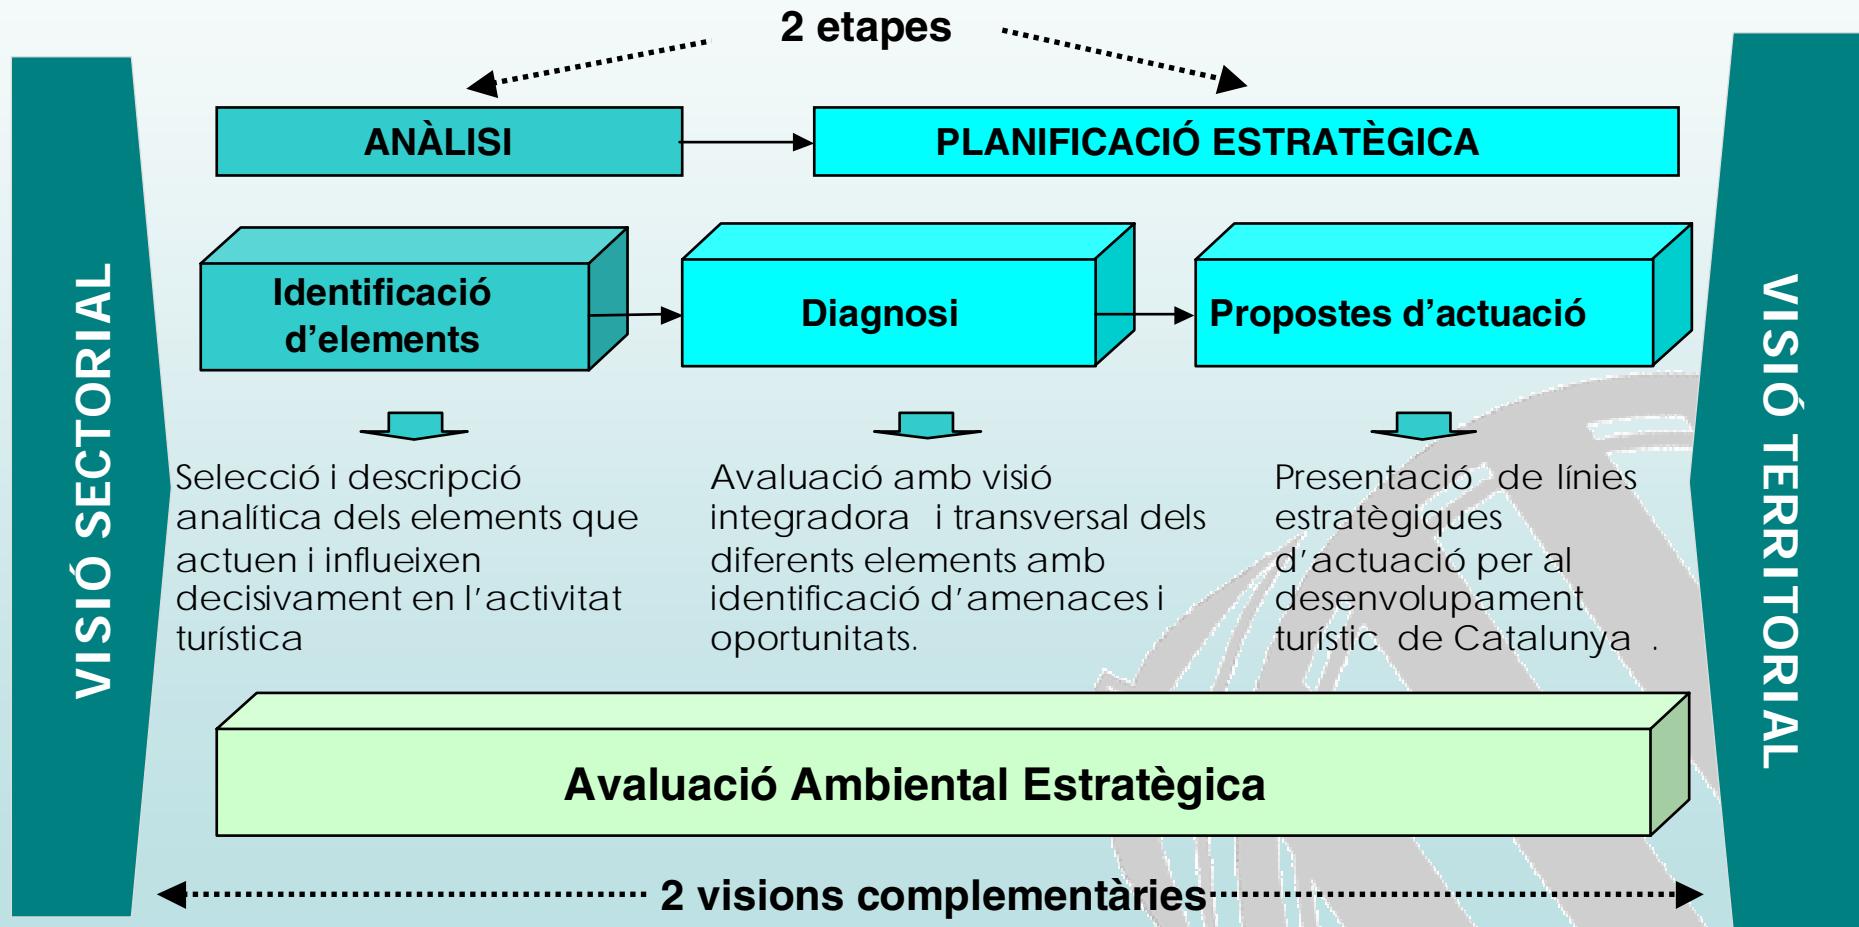 2 etapes
ANÀLISI
PLANIFICACIÓ ESTRATÈGICA
VISIÓ SECTORIAL
Identificació
d’elements
Diagnosi
Propostes d’actuació
VISIÓ TERRITORIAL
Selecció i descripció
analítica dels elements que
actuen i influeixen
decisivament en l’activitat
turística
Avaluació amb visió
integradora i transversal dels
diferents elements amb
identificació d’amenaces i
oportunitats.
Presentació de línies
estratègiques
d’actuació per al
desenvolupament
turístic de Catalunya .
Avaluació Ambiental Estratègica
2 visions complementàries